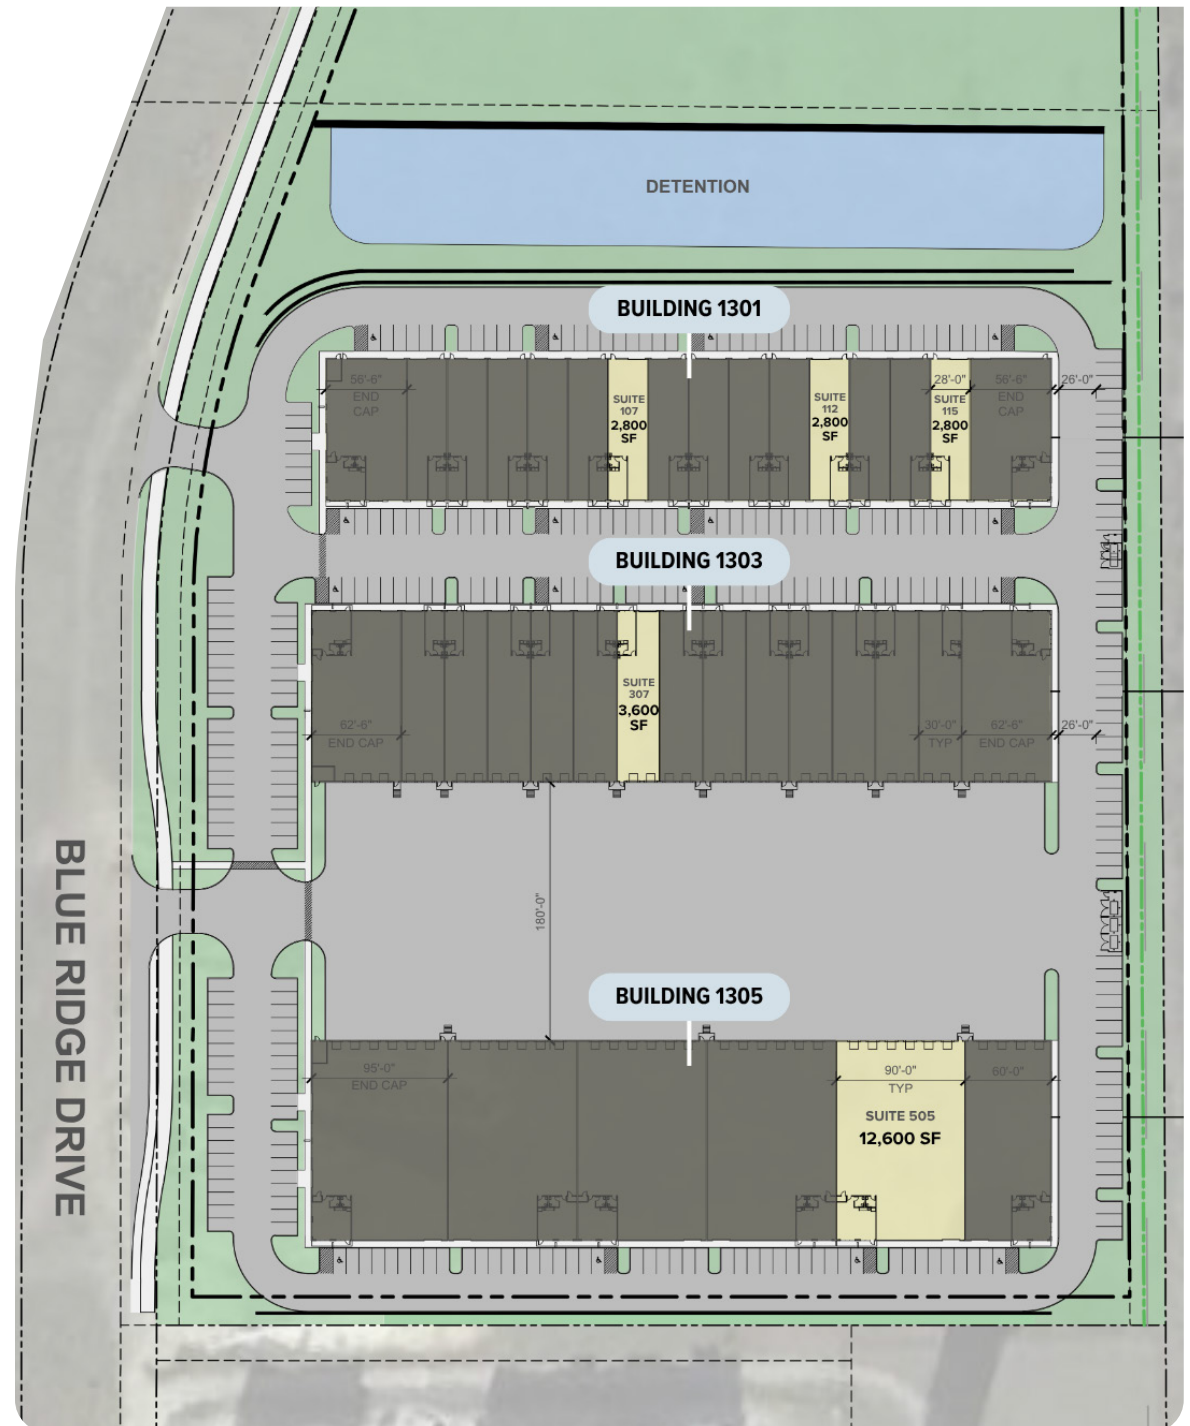 DETENTION
BUILDING 1301
56'-6"
END
CAP
SUITE
107
2,800
SF
SUITE
112
2,800
SF
28'-0"
SUITE
115
2,800
SF
56'-6"
END
CAP
26'-0"
BUILDING 1303
SUITE
307
3,600
SF
62'-6"
END CAP
30'-0"
TYP
62'-6"
END CAP
26'-0"
180'-0"
BLUE RIDGE DRIVE
BUILDING 1305
95'-0"
END CAP
90'-0"
TYP
60'-0"
SUITE 505
12,600 SF